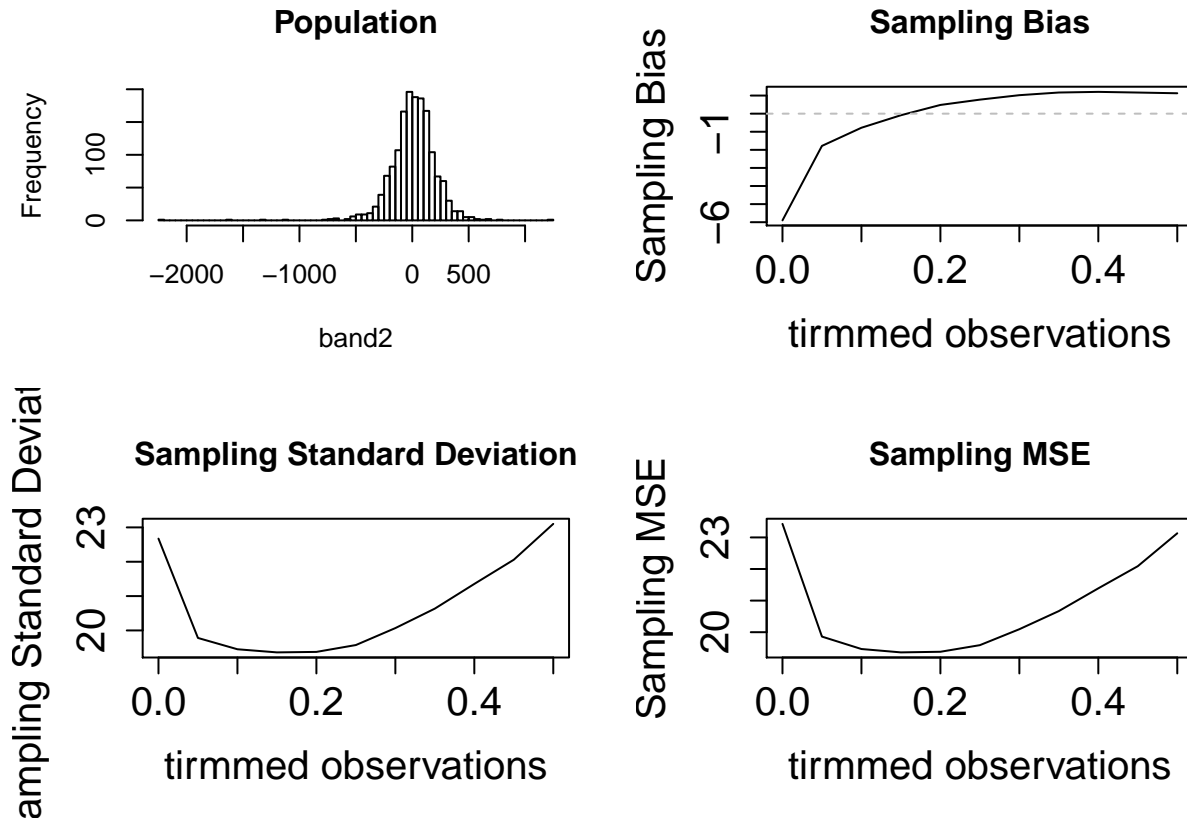 Population
Frequency
0
100
−2000
−1000
0
500
band2
Sampling Bias
Sampling Bias
−6
−1
0.0
0.2
0.4
tirmmed observations
Sampling Standard Deviation
ampling Standard Deviat
20
23
0.0
0.2
0.4
tirmmed observations
Sampling MSE
Sampling MSE
20
23
0.0
0.2
0.4
tirmmed observations